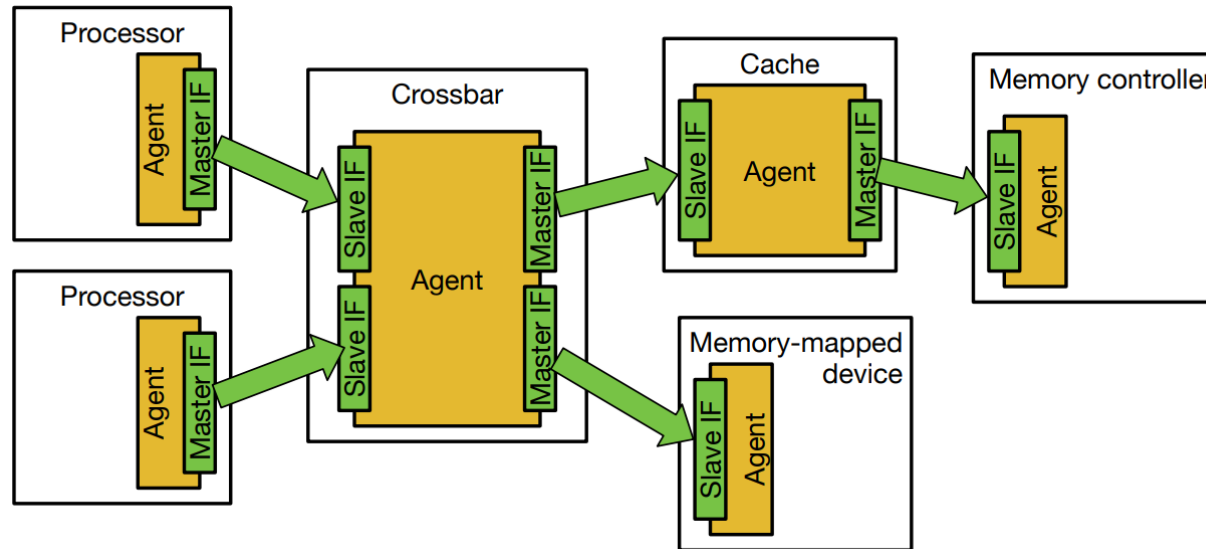 Processor
Agent
Master IF
Processor
Agent
Master IF
Crossbar
Slave IF
Slave IF
Agent
Master IF
Master IF
Cache
Slave IF
Agent
Master IF
Memory controller
Slave IF
Agent
Memory-mapped
device
Slave IF
Agent